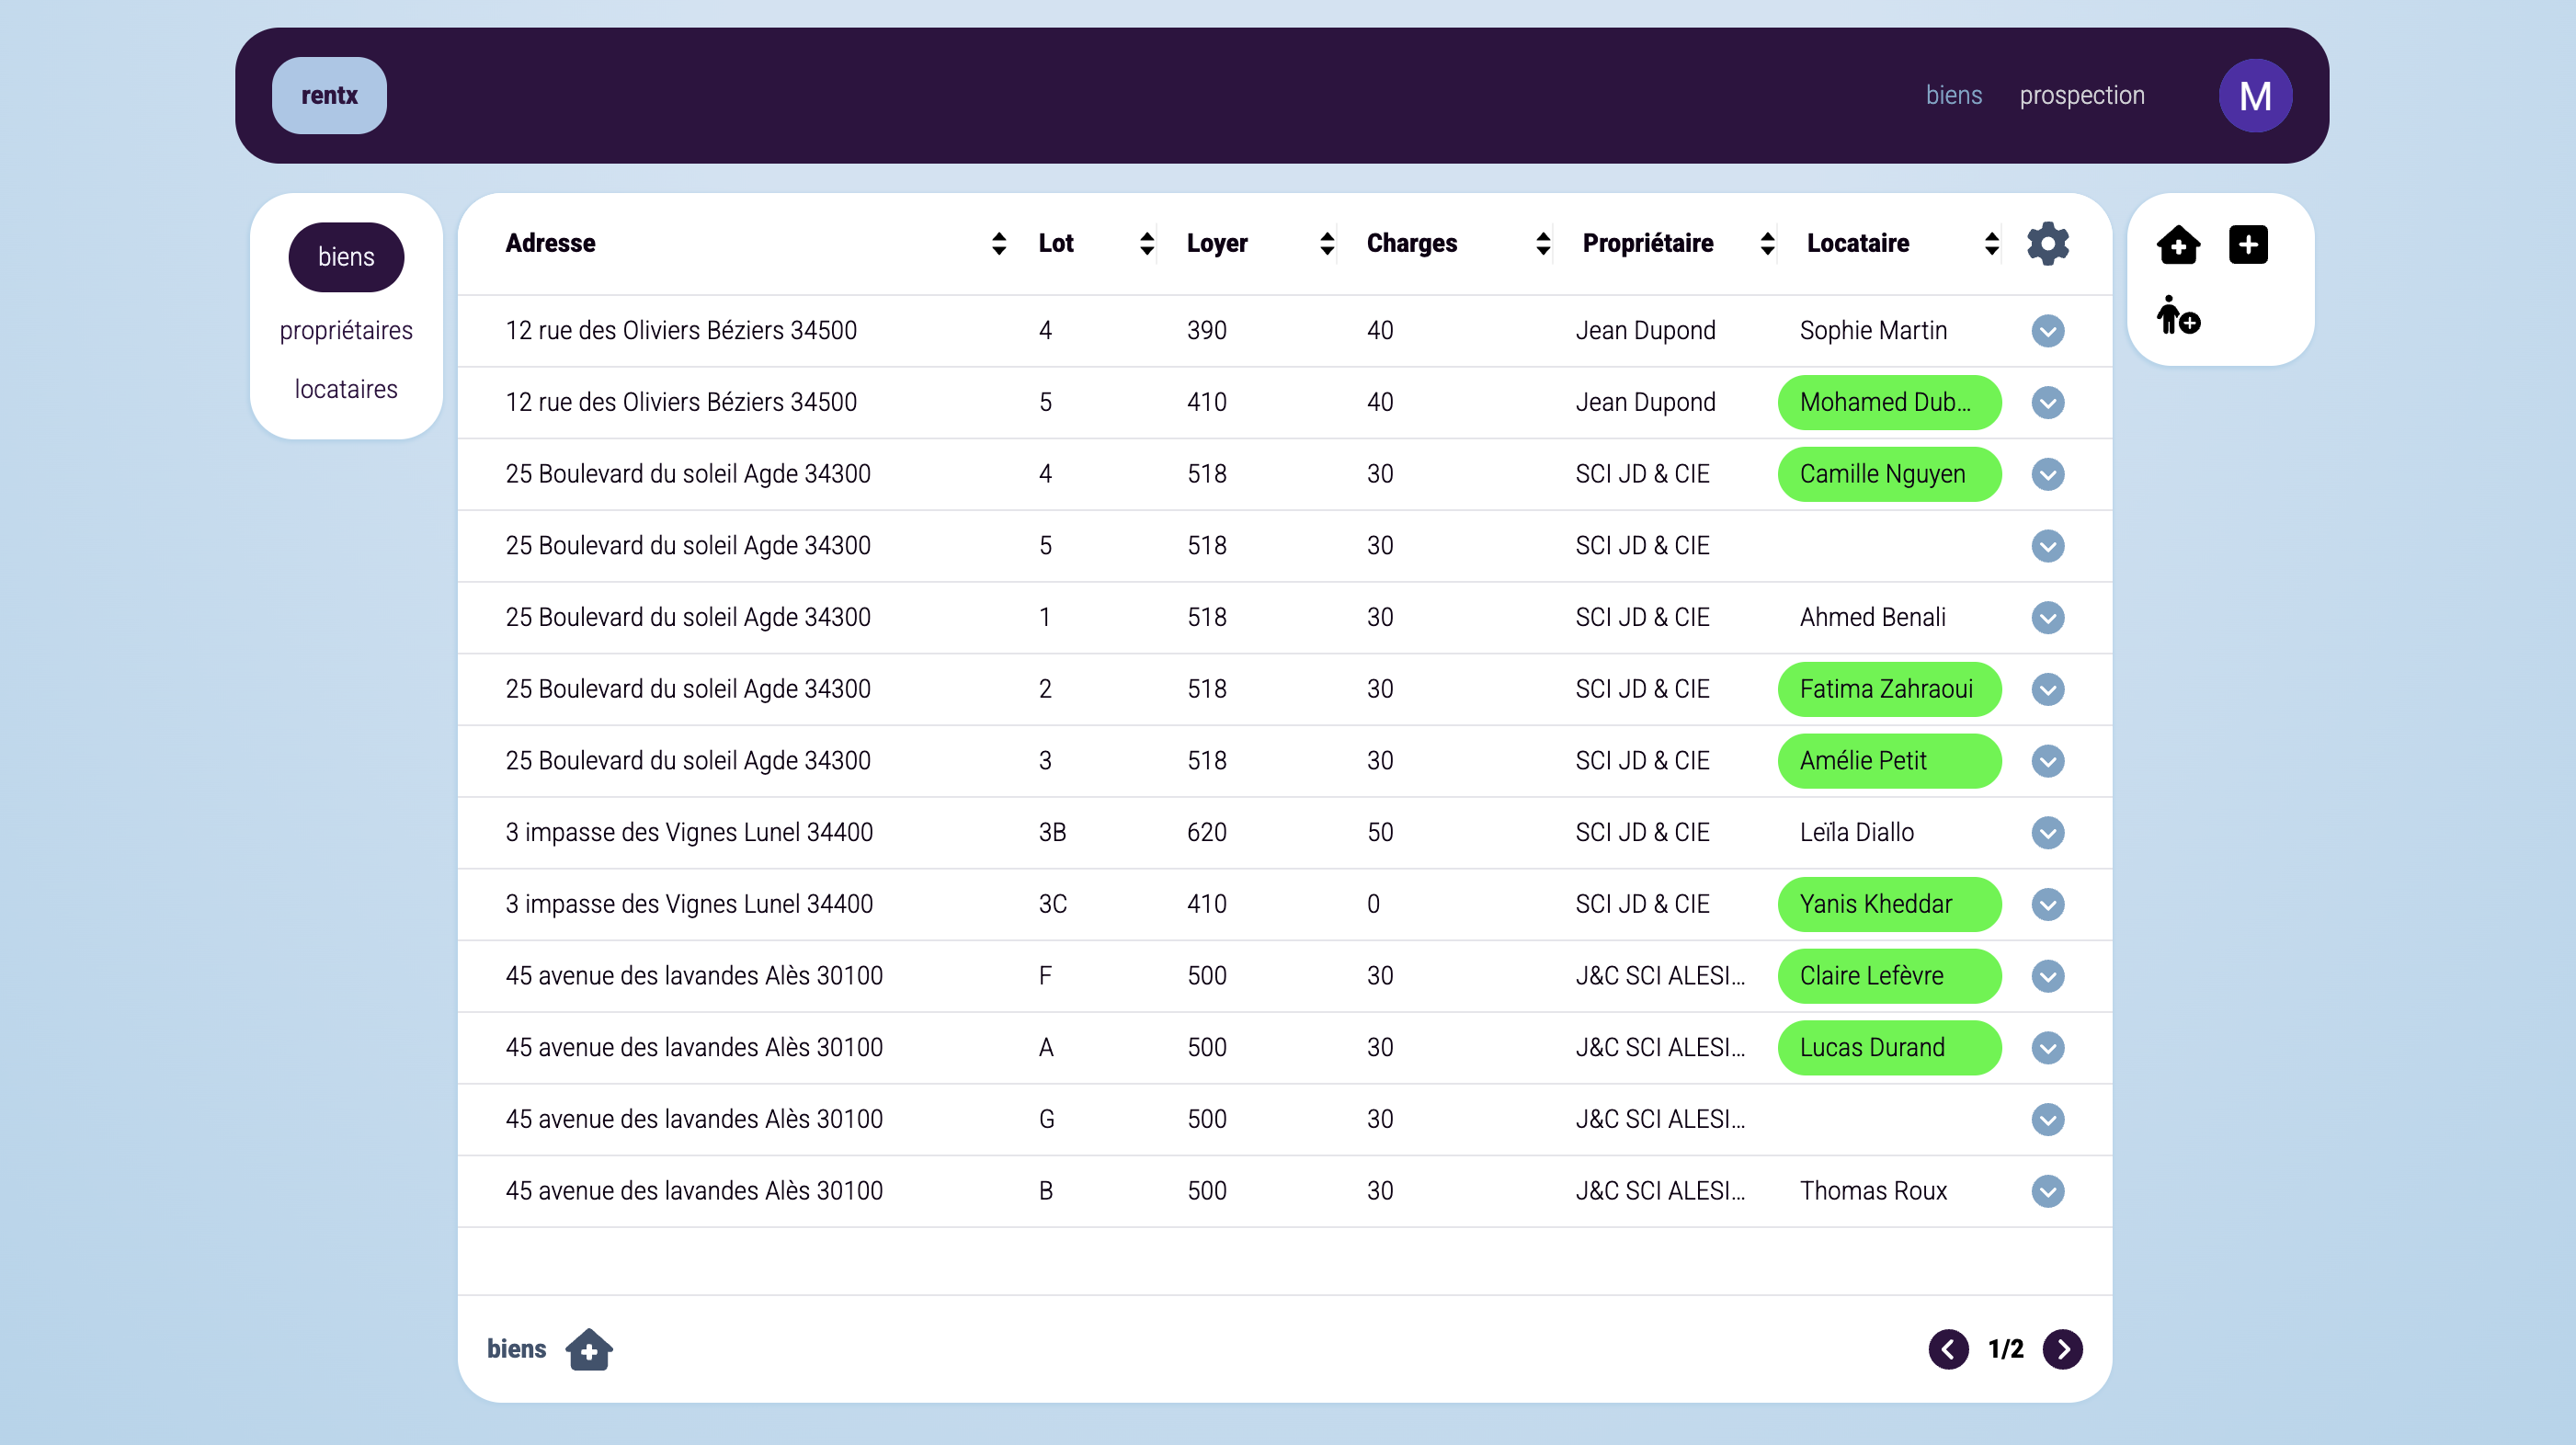 rentx
biens prospection M
biens
propriétaires
locataires
Adresse Lot Loyer Charges Propriétaire Locataire
12 rue des Oliviers Béziers 34500 4 390 40 Jean Dupond Sophie Martin
12 rue des Oliviers Béziers 34500 5 410 40 Jean Dupond Mohamed Dub...
25 Boulevard du soleil Agde 34300 4 518 30 SCI JD & CIE Camille Nguyen
25 Boulevard du soleil Agde 34300 5 518 30 SCI JD & CIE
25 Boulevard du soleil Agde 34300 1 518 30 SCI JD & CIE Ahmed Benali
25 Boulevard du soleil Agde 34300 2 518 30 SCI JD & CIE Fatima Zahraoui
25 Boulevard du soleil Agde 34300 3 518 30 SCI JD & CIE Amélie Petit
3 impasse des Vignes Lunel 34400 3B 620 50 SCI JD & CIE Leïla Diallo
3 impasse des Vignes Lunel 34400 3C 410 0 SCI JD & CIE Yanis Kheddar
45 avenue des lavandes Alès 30100 F 500 30 J&C SCI ALESI... Claire Lefèvre
45 avenue des lavandes Alès 30100 A 500 30 J&C SCI ALESI... Lucas Durand
45 avenue des lavandes Alès 30100 G 500 30 J&C SCI ALESI...
45 avenue des lavandes Alès 30100 B 500 30 J&C SCI ALESI... Thomas Roux
biens 1/2